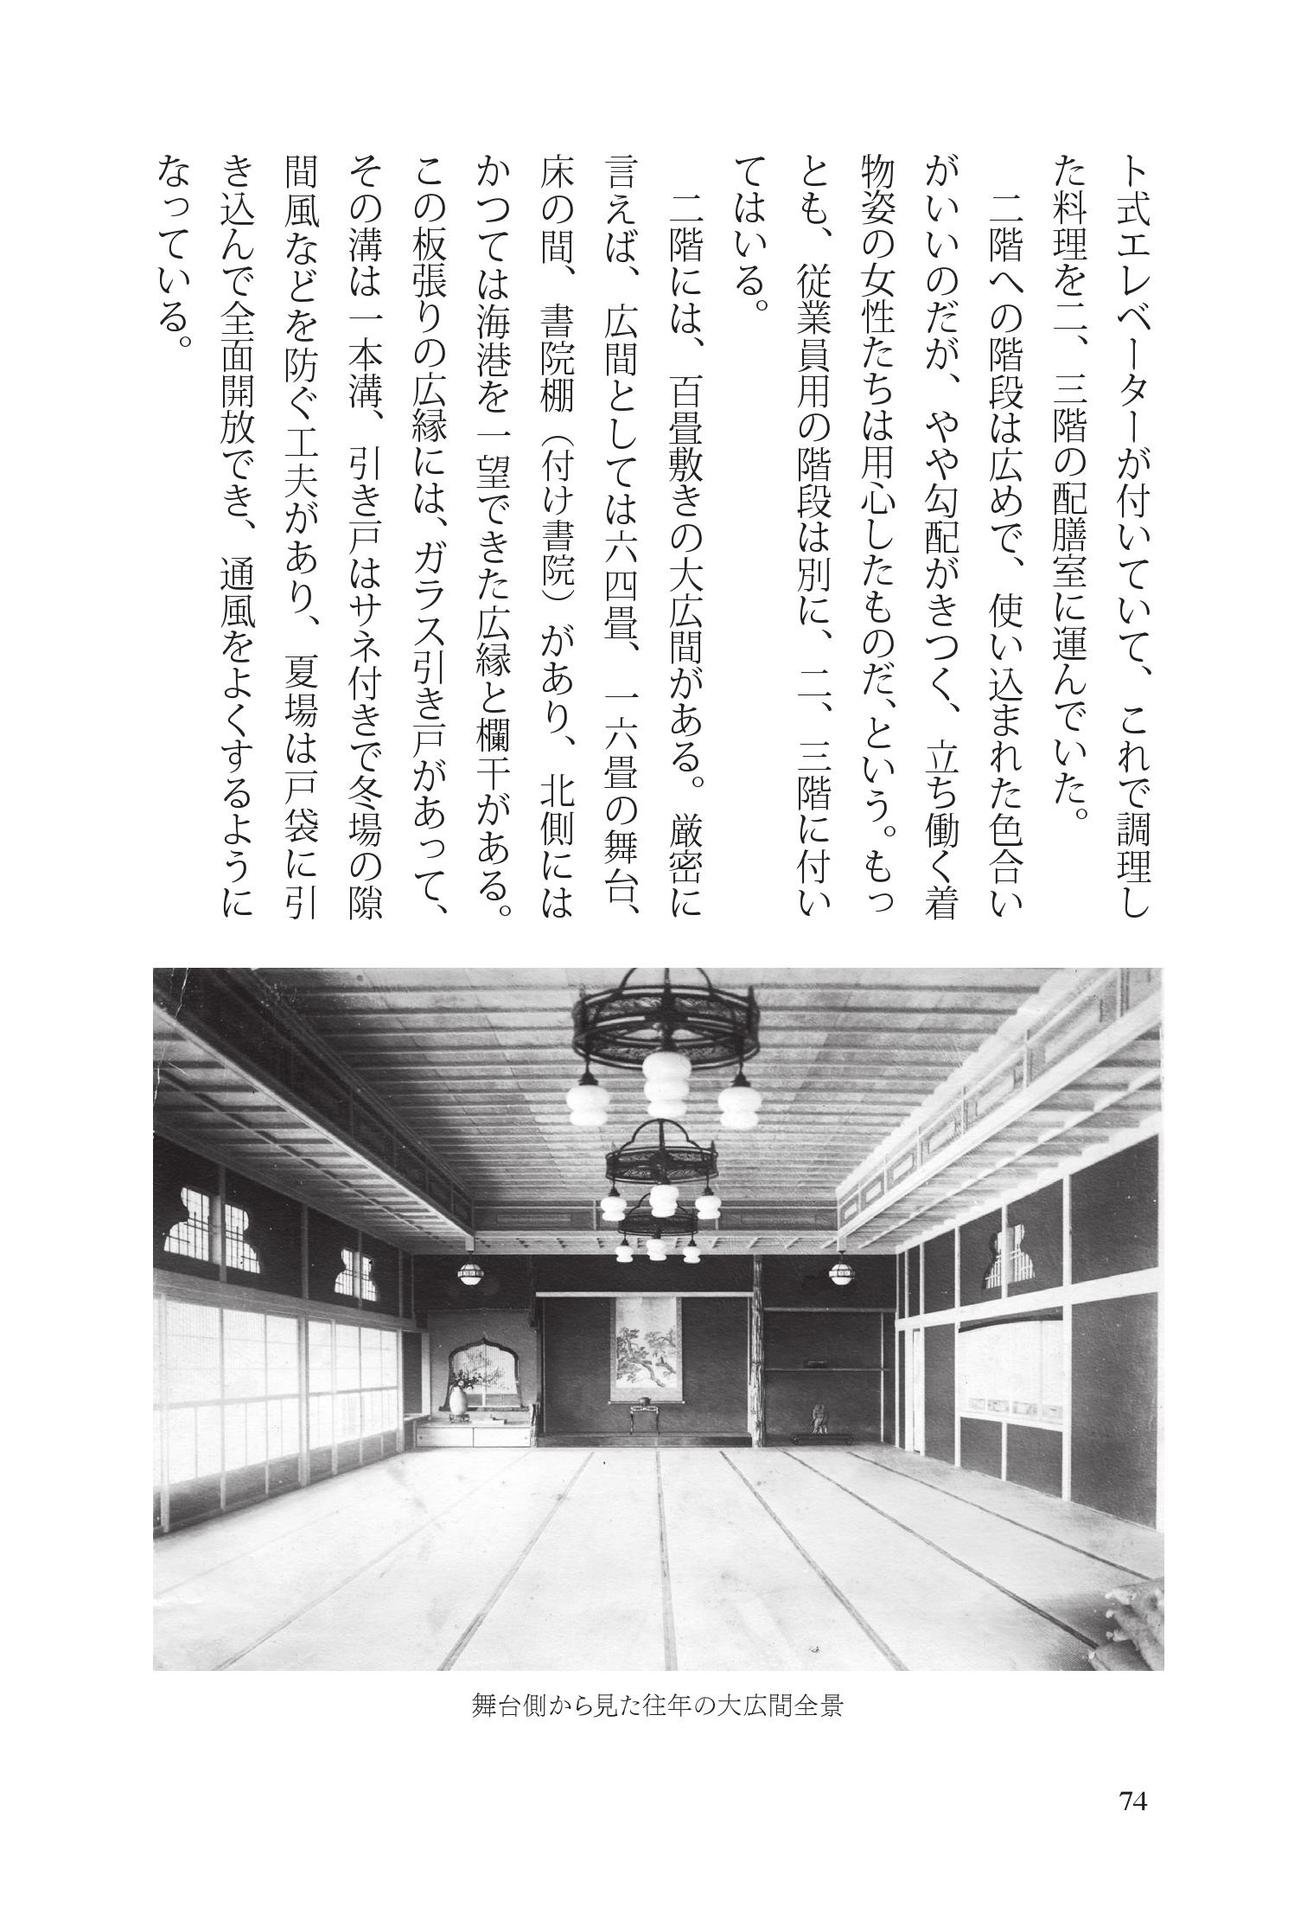 ト式エレベーターが付いていて、これで調理し
た料理を二、三階の配膳室に運んでいた。
　二階への階段は広めで、使い込まれた色合い
がいいのだが、やや勾配がきつく、立ち働く着
物姿の女性たちは用心したものだ、という。もっ
とも、従業員用の階段は別に、二、三階に付い
てはいる。
　二階には、百畳敷きの大広間がある。厳密に
言えば、広間としては六四畳、一六畳の舞台、
床の間、書院棚（付け書院）があり、北側には
かつては海港を一望できた広縁と欄干がある。
この板張りの広縁には、ガラス引き戸があって、
その溝は一本溝、引き戸はサネ付きで冬場の隙
間風などを防ぐ工夫があり、夏場は戸袋に引
き込んで全面開放でき、通風をよくするように
なっている。
舞台側から見た往年の大広間全景
74